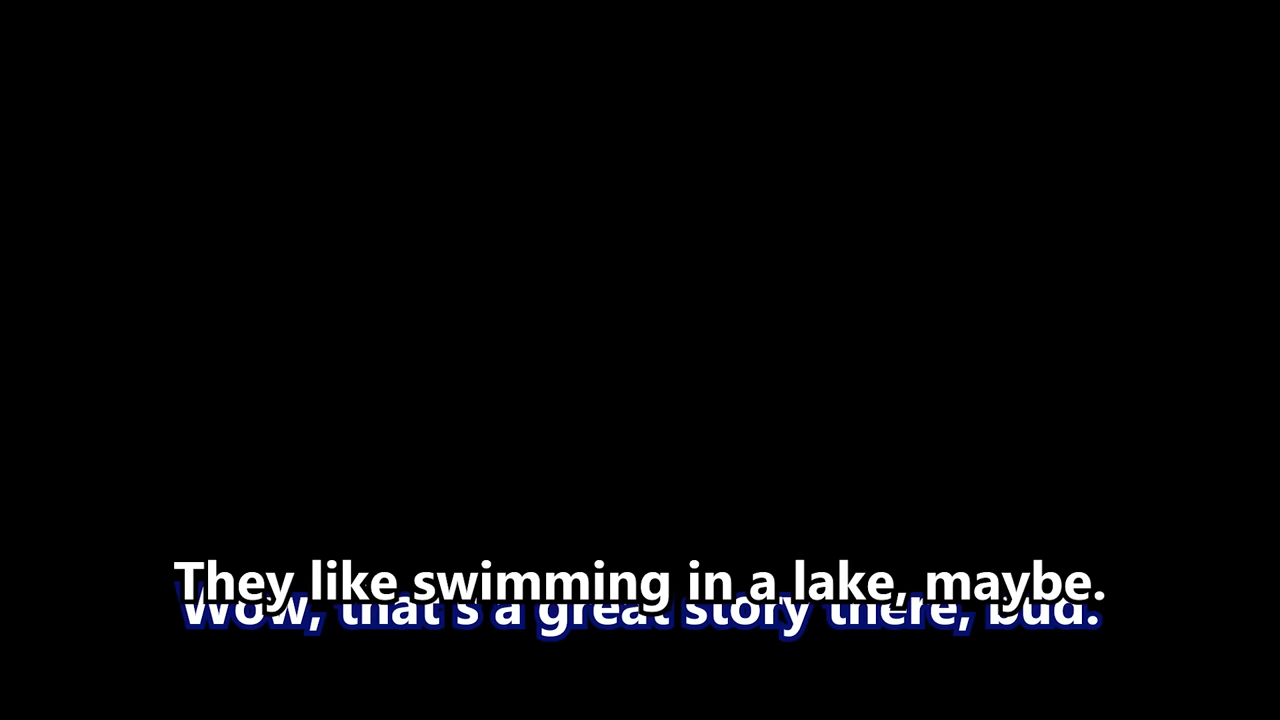 They like swimming in a lake, maybe.
Wow, that's a great story there, bud.